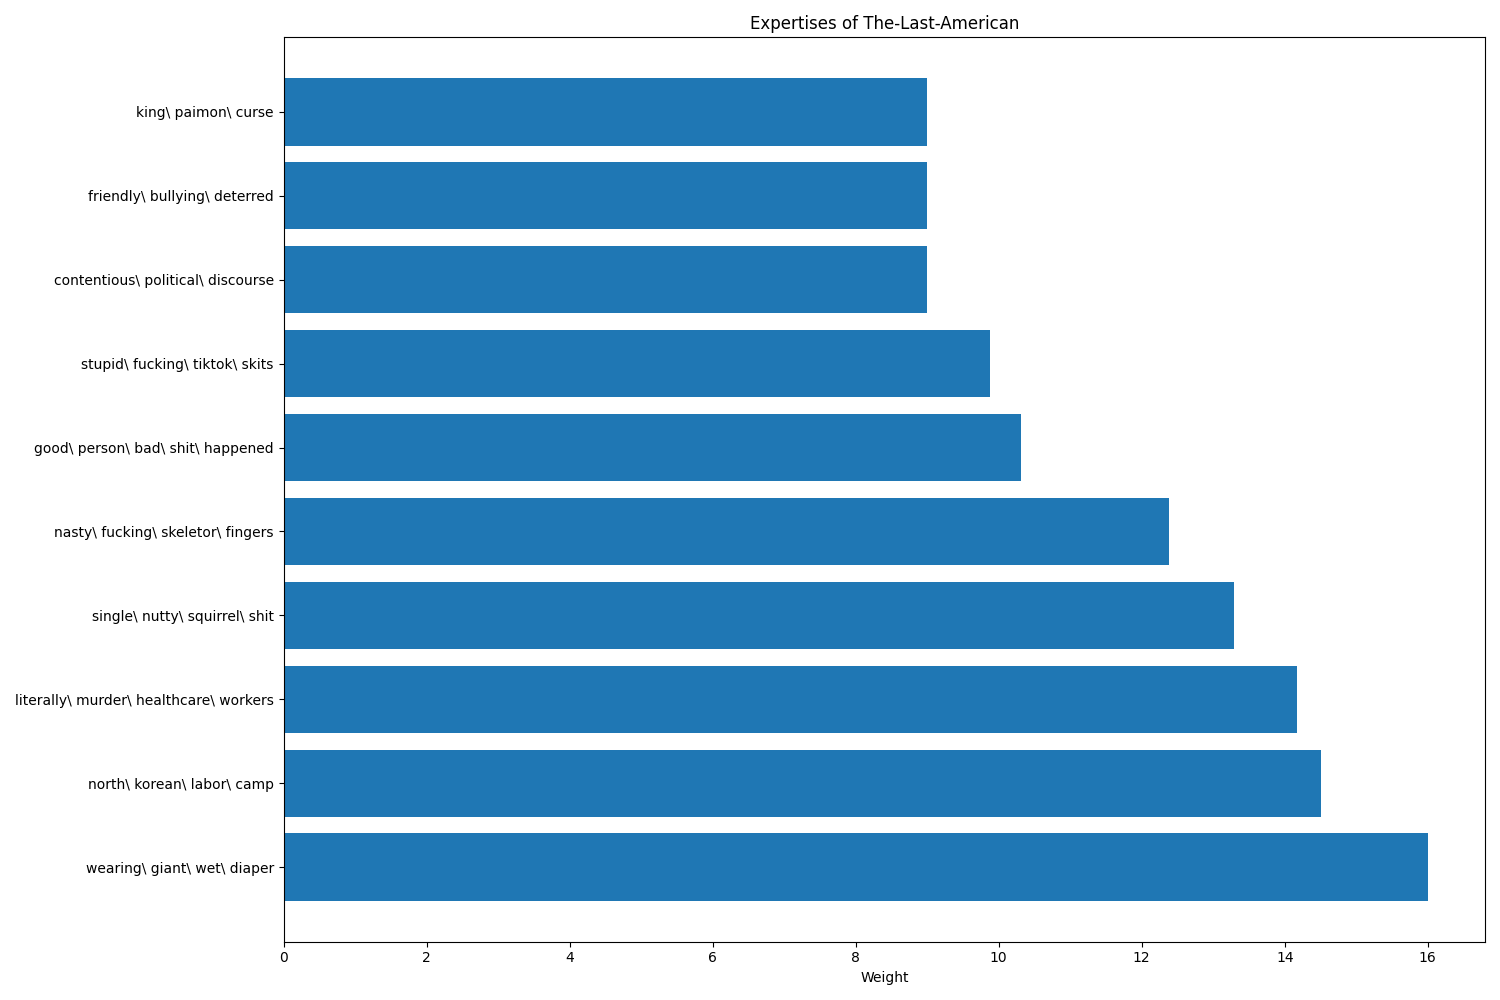 Expertises of The-Last-American
king\ paimon\ curse
friendly\ bullying\ deterred
contentious\ political\ discourse
stupid\ fucking\ tiktok\ skits
good\ person\ bad\ shit\ happened
nasty\ fucking\ skeletor\ fingers
single\ nutty\ squirrel\ shit
literally\ murder\ healthcare\ workers
north\ korean\ labor\ camp
wearing\ giant\ wet\ diaper
0 2 4 6 8 10 12 14 16
Weight